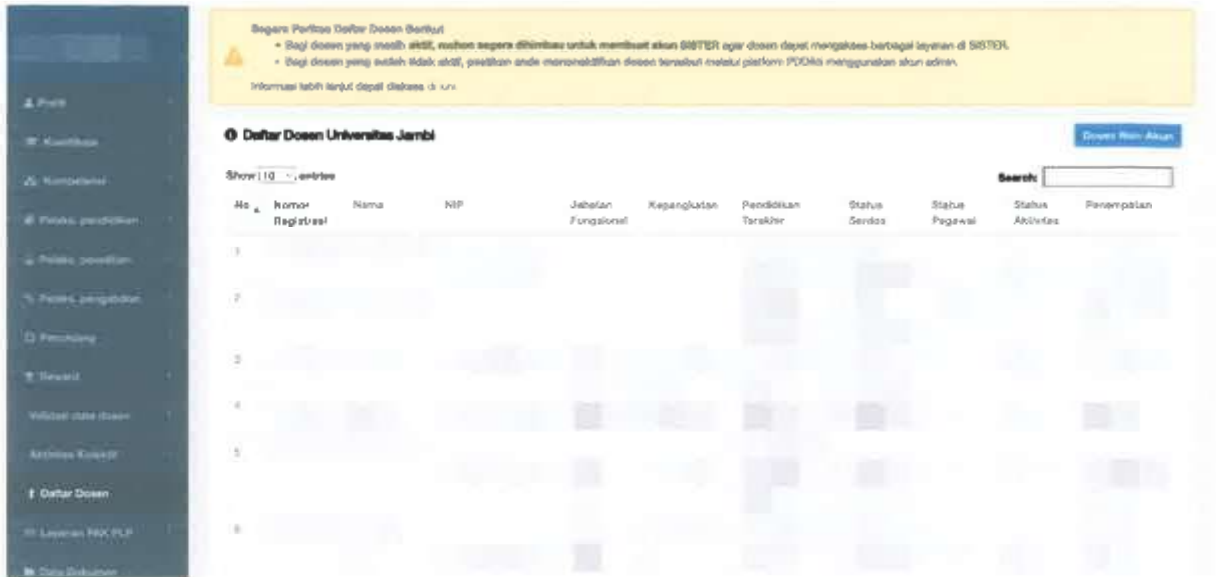 Segera Periksa Daftar Dosen Berikut
• Bagi dosen yang masih aktif, mohon segera dihimbau untuk membuat akun SISTER agar dosen dapat mengakses berbagai layanan di SISTER.
• Bagi dosen yang sudah tidak aktif, pastikan anda menonaktifkan dosen tersebut melalui platform PDDikti menggunakan akun admin.
Informasi lebih lanjut dapat diakses di sini
Profil
Kualifikasi
Kompetensi
Pelaks. pendidikan
Pelaks. penelitian
Pelaks. pengabdian
Penunjang
Reward
Validasi data dosen
Aktivitas Kolektif
Daftar Dosen
Layanan PAK PLP
Data Dokumen
Daftar Dosen Universitas Jambi
Dosen Non-Akun
Show 10 entries
Search:
No Nomor Registrasi Nama NIP Jabatan Fungsional Kepangkatan Pendidikan Terakhir Status Serdos Status Pegawai Status Aktivitas Penempatan
1
2
3
4
5
6